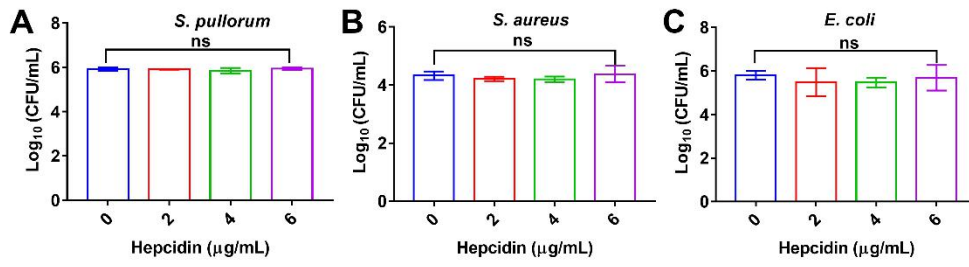 A
S. pullorum
ns
Log10 (CFU/mL)
8
6
4
2
0
0 2 4 6
Hepcidin (μg/mL)
B
S. aureus
ns
Log10 (CFU/mL)
6
4
2
0
0 2 4 6
Hepcidin (μg/mL)
C
E. coli
ns
Log10 (CFU/mL)
8
6
4
2
0
0 2 4 6
Hepcidin (μg/mL)